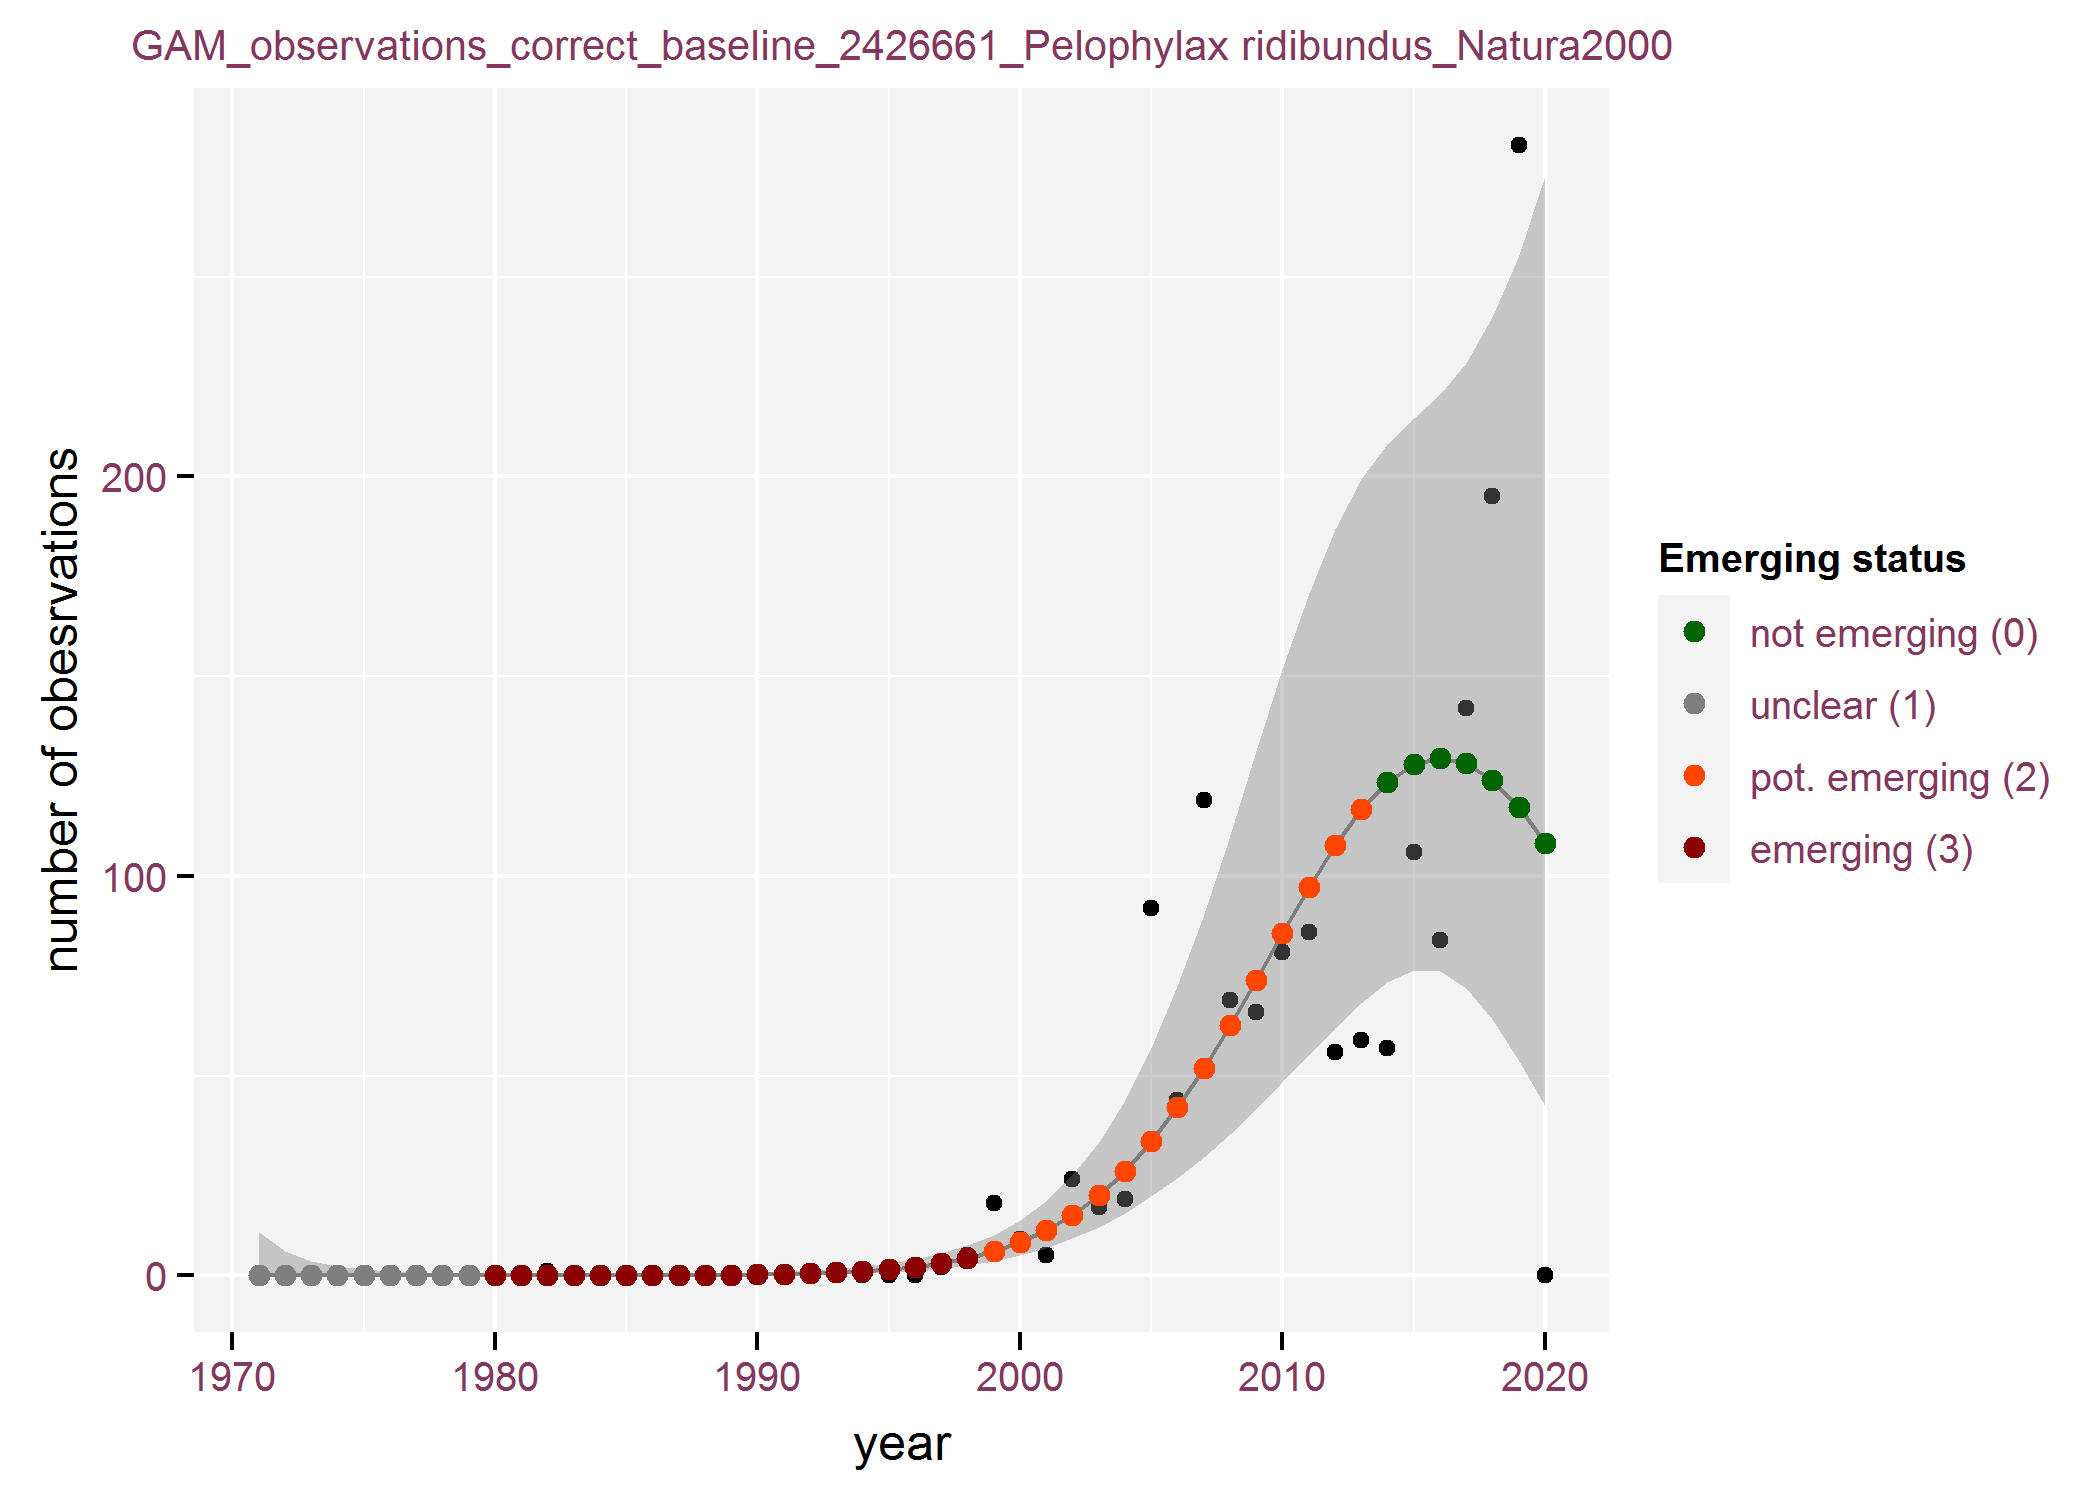 GAM_observations_correct_baseline_2426661_Pelophylax ridibundus_Natura2000
number of obesrvations
200
100
0
1970 1980 1990 2000 2010 2020
year
Emerging status
not emerging (0)
unclear (1)
pot. emerging (2)
emerging (3)